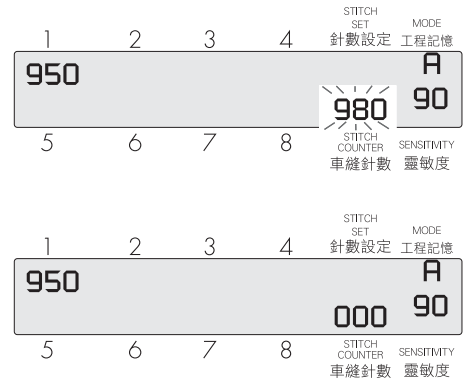 STITCH
SET MODE
1 2 3 4 針數設定 工程記憶
950 A
980 90
5 6 7 8 STITCH
COUNTER SENSITIVITY
車縫針數 靈敏度
STITCH
SET MODE
1 2 3 4 針數設定 工程記憶
950 A
000 90
5 6 7 8 STITCH
COUNTER SENSITIVITY
車縫針數 靈敏度